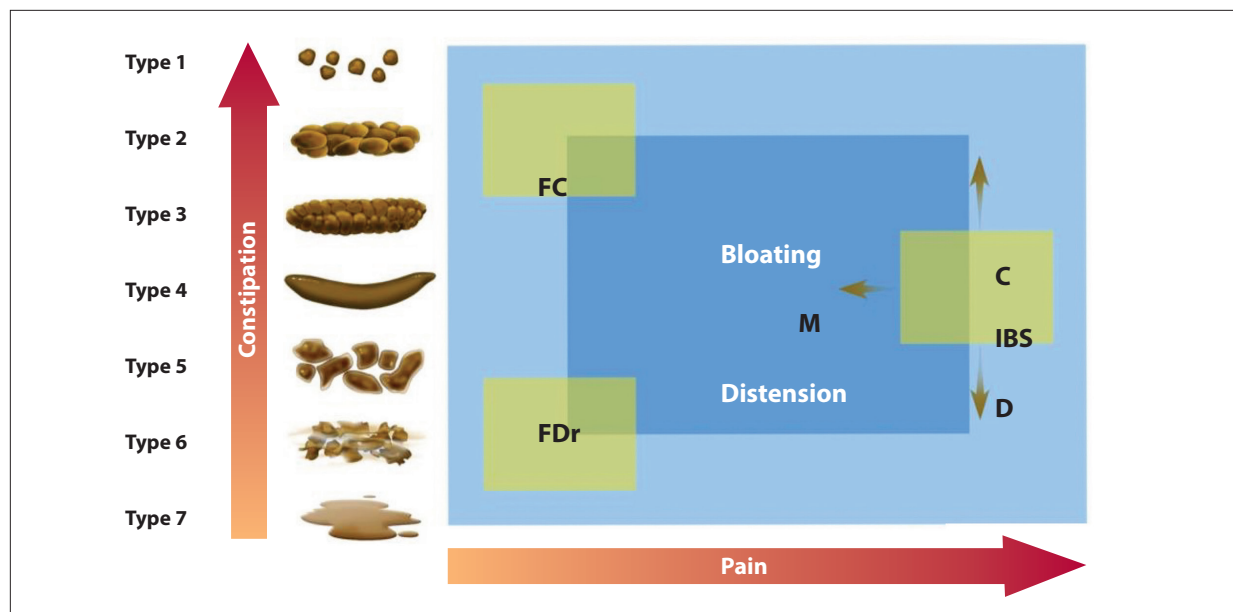 Type 1
Type 2
Type 3
Type 4
Type 5
Type 6
Type 7
Constipation
FC
Bloating
C
M
IBS
Distension
D
FDr
Pain